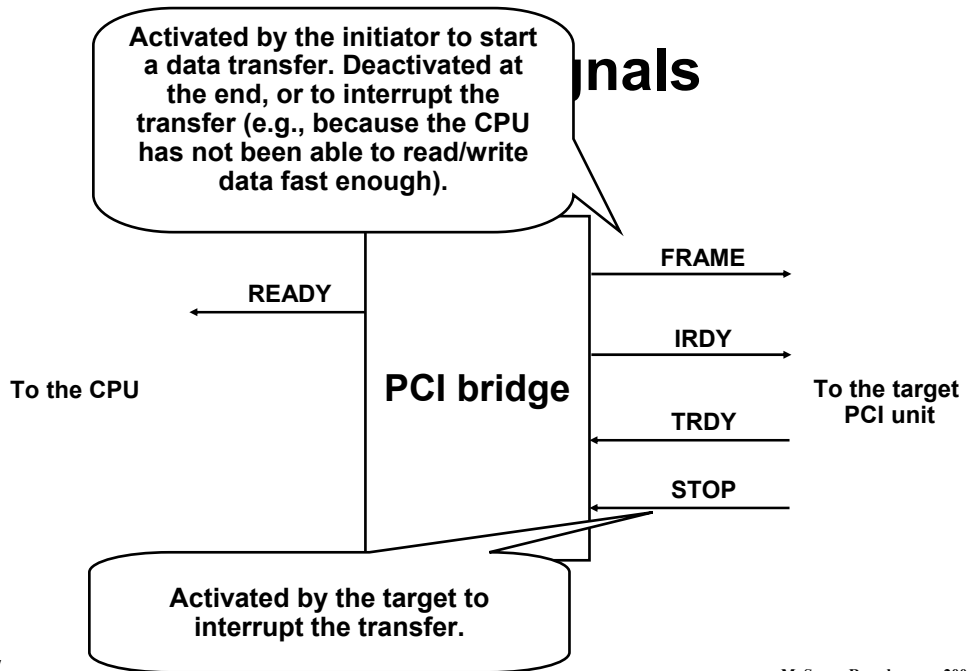 Activated by the initiator to start
a data transfer. Deactivated at
the end, or to interrupt the
transfer (e.g., because the CPU
has not been able to read/write
data fast enough).
gnals
FRAME
READY
IRDY
To the CPU
PCI bridge
To the target
PCI unit
TRDY
STOP
Activated by the target to
interrupt the transfer.